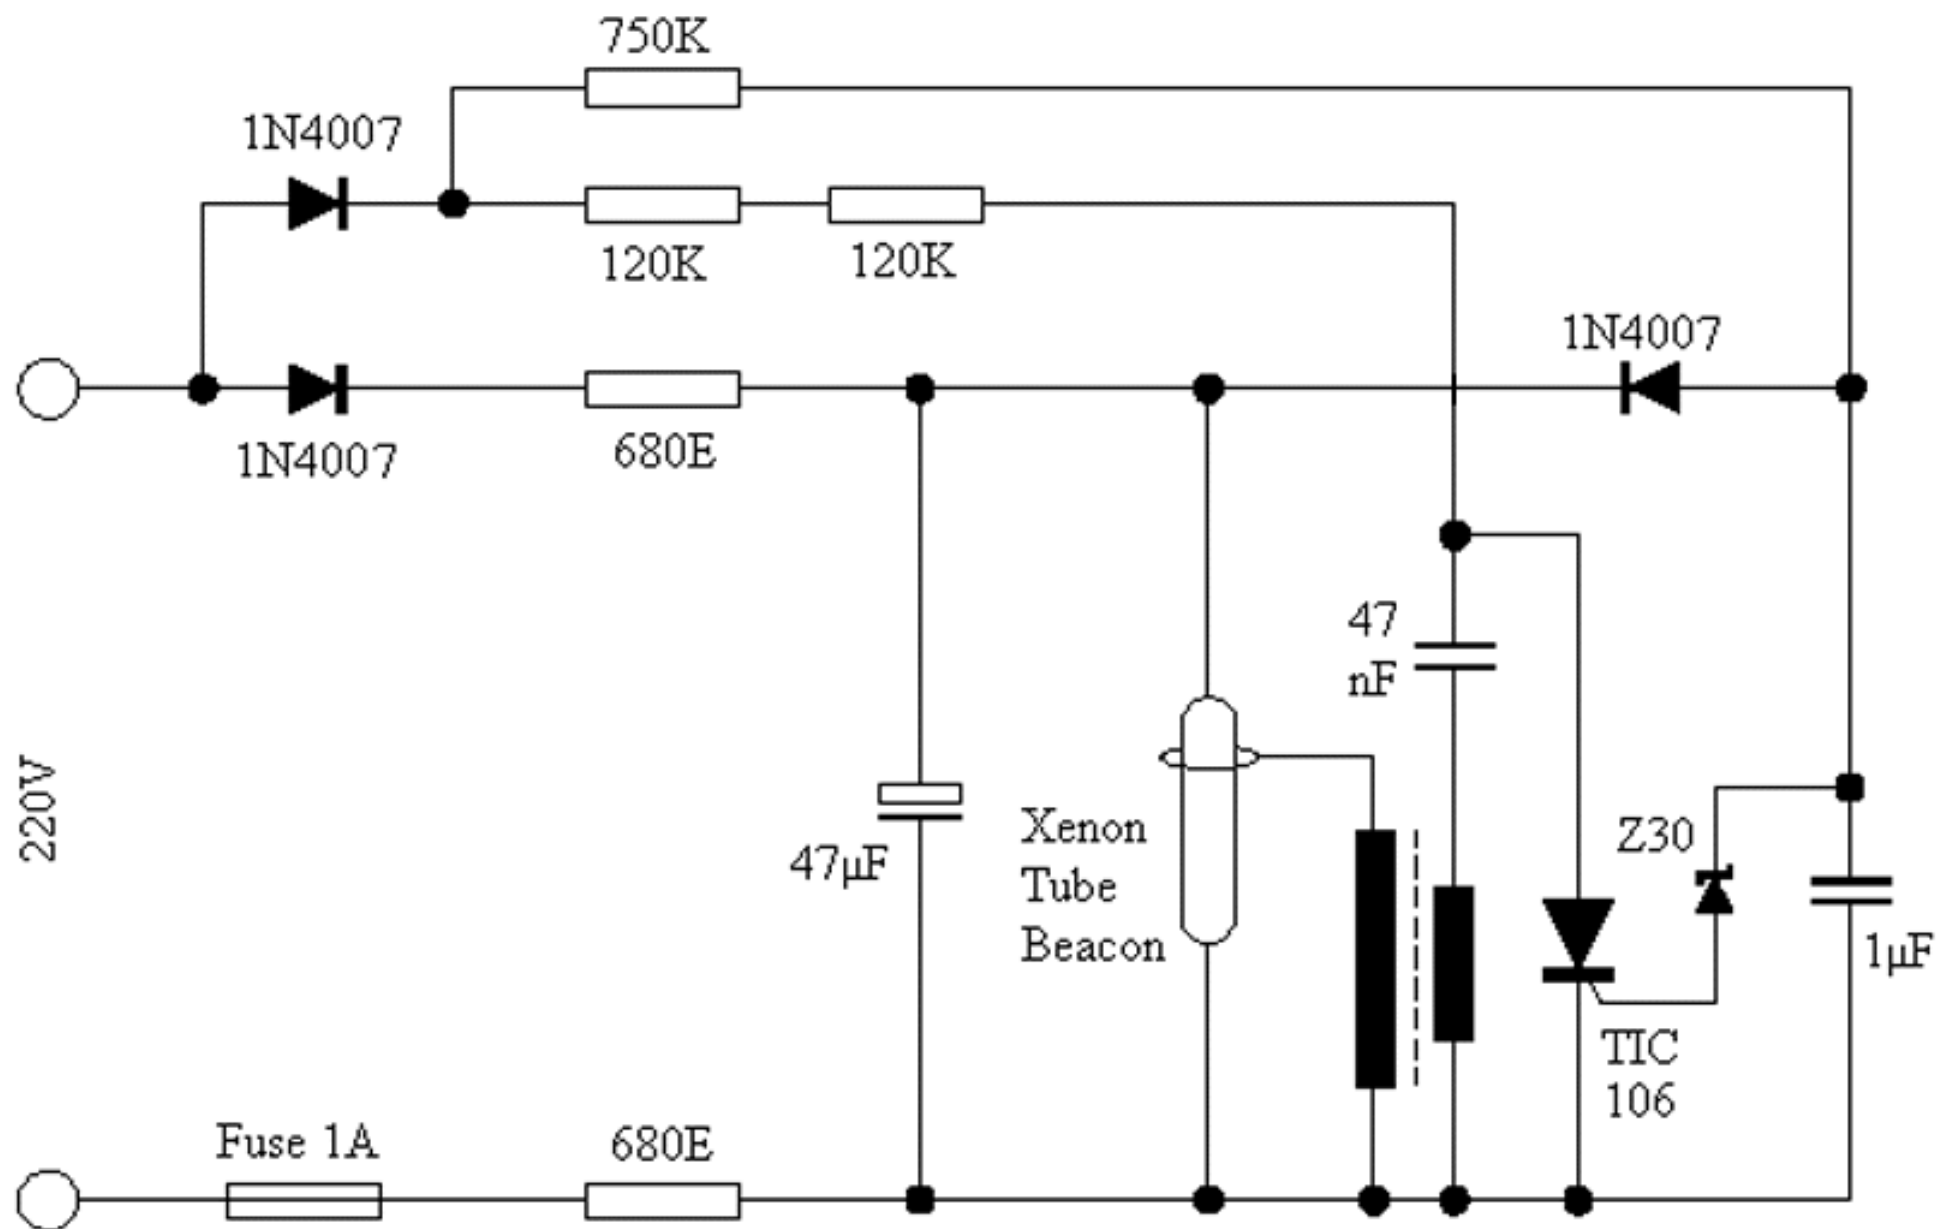 750K
1N4007
120K
120K
1N4007
1N4007
680E
47
nF
220V
47µF
Xenon
Tube
Beacon
Z30
1µF
TIC
106
Fuse 1A
680E